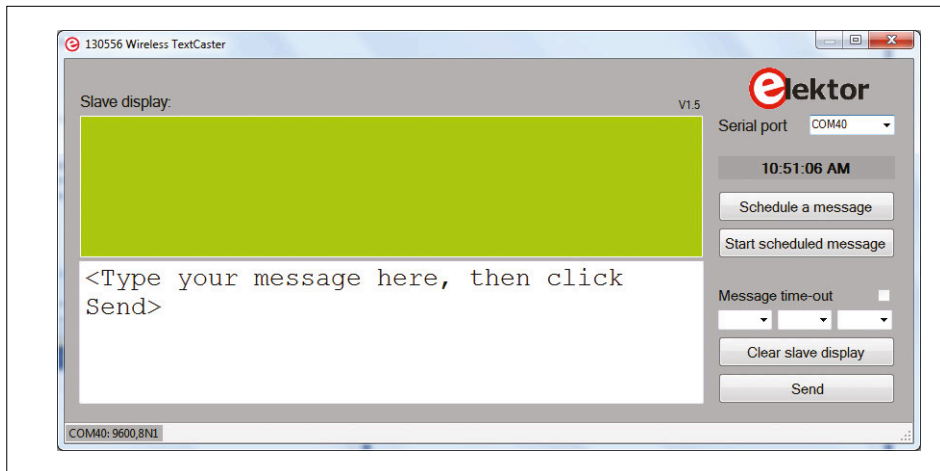 130556 Wireless TextCaster
elektor
Slave display:
V1.5
Serial port
COM40
10:51:06 AM
Schedule a message
Start scheduled message
<Type your message here, then click
Send>
Message time-out
Clear slave display
Send
COM40: 9600,8N1